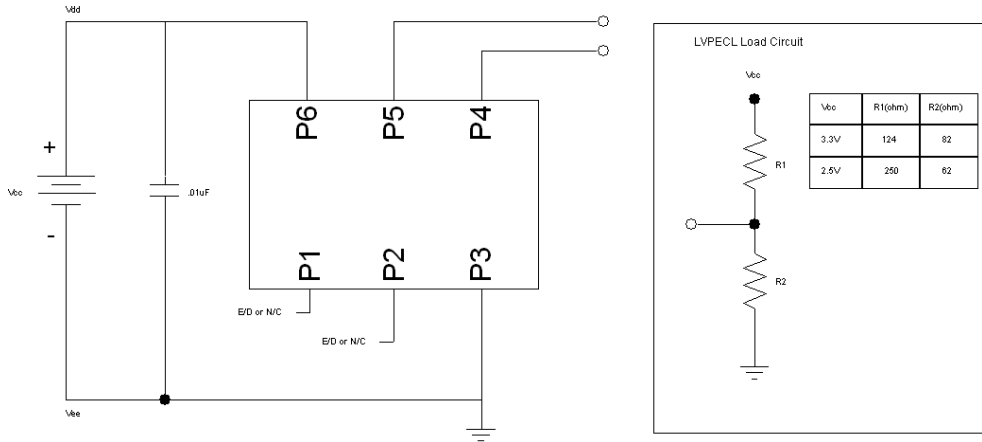 Vdd
LVPECL Load Circuit
Vcc
P6
P5
P4
Vcc R1(ohm) R2(ohm)
3.3V 124 82
2.5V 250 62
+
Vcc
-
.01uF
R1
P1
P2
P3
R2
E/D or N/C
E/D or N/C
Vee